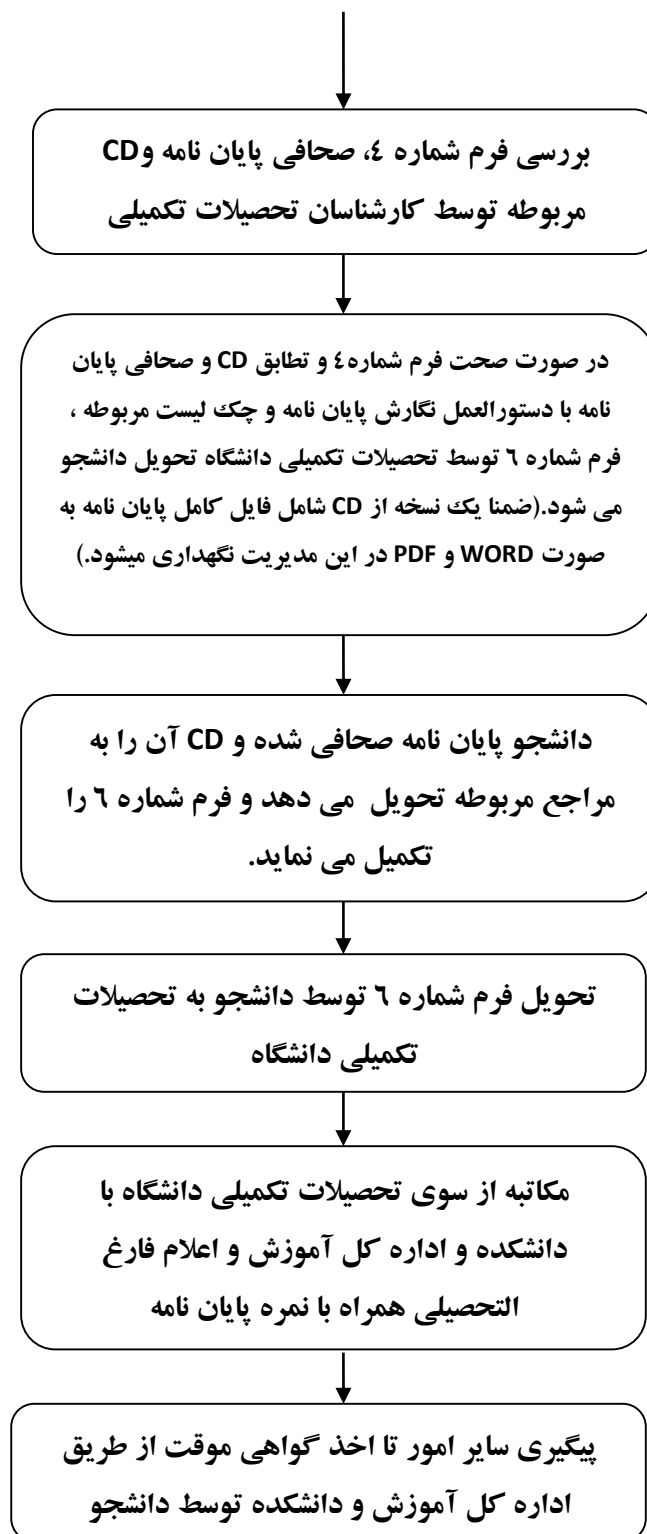 بررسی فرم شماره ٤، صحافی پایان نامه وCD
مربوطه توسط کارشناسان تحصیلات تکمیلی
در صورت صحت فرم شماره٤ و تطابق CD و صحافی پایان
نامه با دستورالعمل نگارش پایان نامه و چک لیست مربوطه ،
فرم شماره ٦ توسط تحصیلات تکمیلی دانشگاه تحویل دانشجو
می شود.(ضمنا یک نسخه از CD شامل فایل کامل پایان نامه به
صورت WORD و PDF در این مدیریت نگهداری میشود.)
دانشجو پایان نامه صحافی شده و CD آن را به
مراجع مربوطه تحویل می دهد و فرم شماره ٦ را
تکمیل می نماید.
تحویل فرم شماره ٦ توسط دانشجو به تحصیلات
تکمیلی دانشگاه
مکاتبه از سوی تحصیلات تکمیلی دانشگاه با
دانشکده و اداره کل آموزش و اعلام فارغ
التحصیلی همراه با نمره پایان نامه
پیگیری سایر امور تا اخذ گواهی موقت از طریق
اداره کل آموزش و دانشکده توسط دانشجو